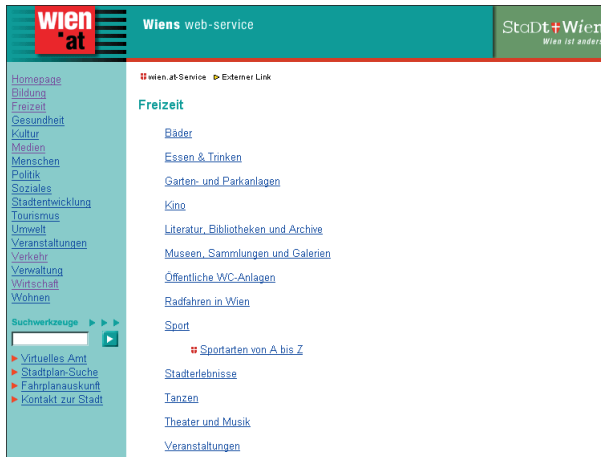 wien
.at
Wiens web-service
StaDt Wien
Wien ist anders
wien.at-Service Externer Link
Homepage
Bildung
Freizeit
Gesundheit
Kultur
Medien
Menschen
Politik
Soziales
Stadtentwicklung
Tourismus
Umwelt
Veranstaltungen
Verkehr
Verwaltung
Wirtschaft
Wohnen
Suchwerkzeuge
Virtuelles Amt
Stadtplan-Suche
Fahrplanauskunft
Kontakt zur Stadt
Freizeit
Bäder
Essen & Trinken
Garten- und Parkanlagen
Kino
Literatur, Bibliotheken und Archive
Museen, Sammlungen und Galerien
Öffentliche WC-Anlagen
Radfahren in Wien
Sport
Sportarten von A bis Z
Stadterlebnisse
Tanzen
Theater und Musik
Veranstaltungen